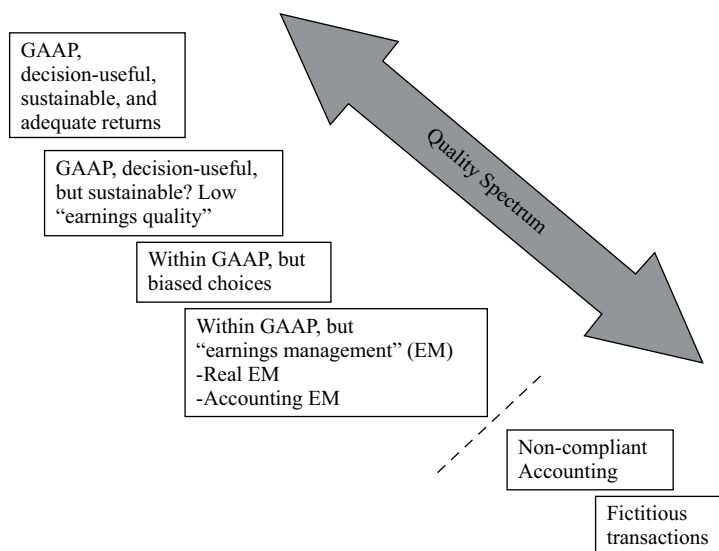 GAAP,
decision-useful,
sustainable, and
adequate returns
Quality Spectrum
GAAP, decision-useful,
but sustainable? Low
“earnings quality”
Within GAAP, but
biased choices
Within GAAP, but
“earnings management” (EM)
-Real EM
-Accounting EM
Non-compliant
Accounting
Fictitious
transactions